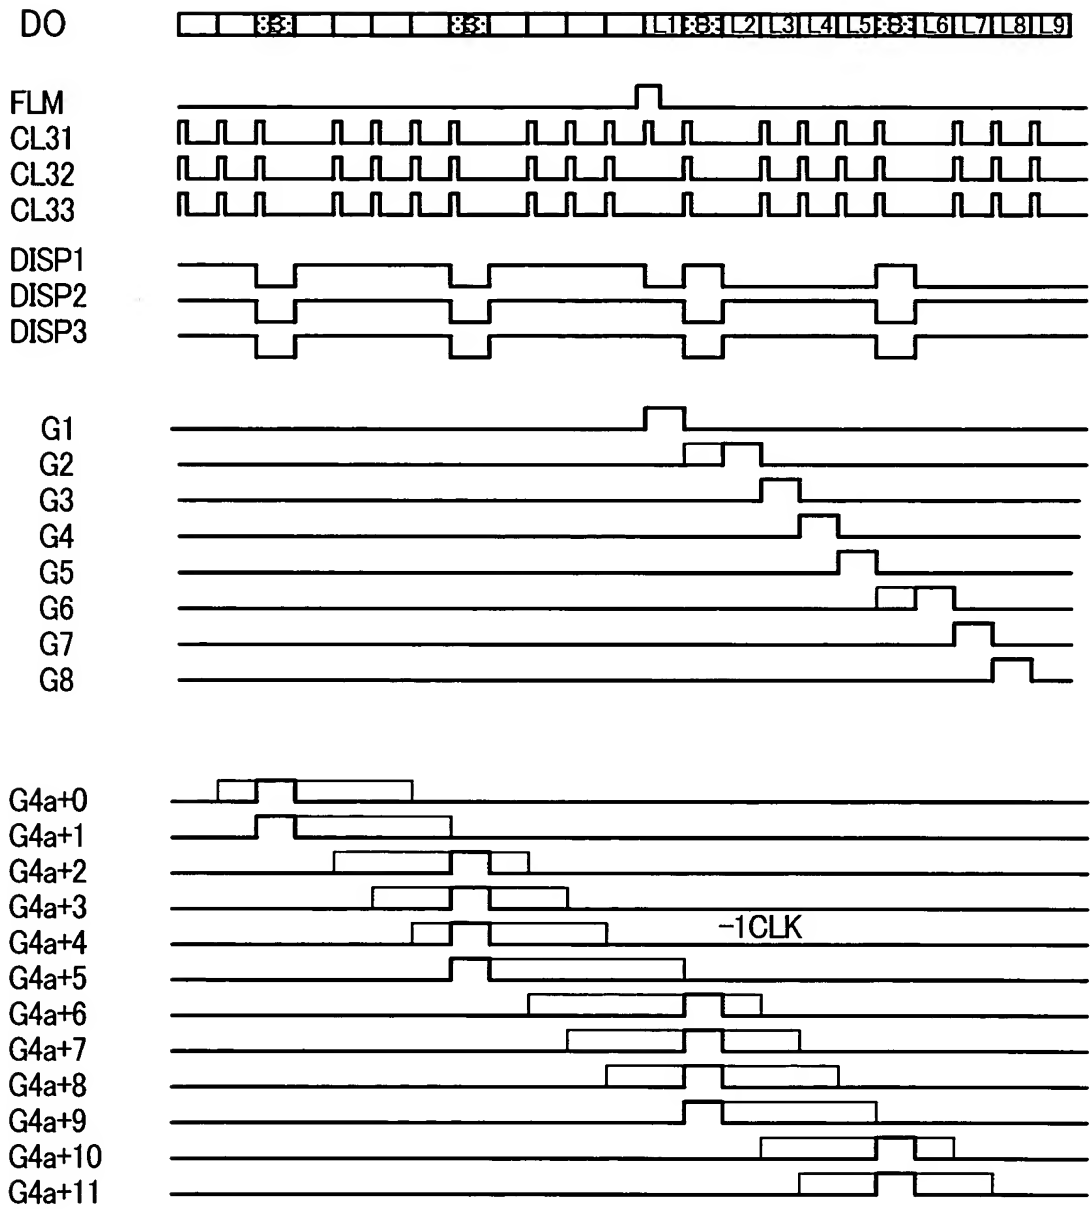 DO B B L1 B L2 L3 L4 L5 B L6 L7 L8 L9
FLM
CL31
CL32
CL33
DISP1
DISP2
DISP3
G1
G2
G3
G4
G5
G6
G7
G8
G4a+0
G4a+1
G4a+2
G4a+3
G4a+4 -1CLK
G4a+5
G4a+6
G4a+7
G4a+8
G4a+9
G4a+10
G4a+11